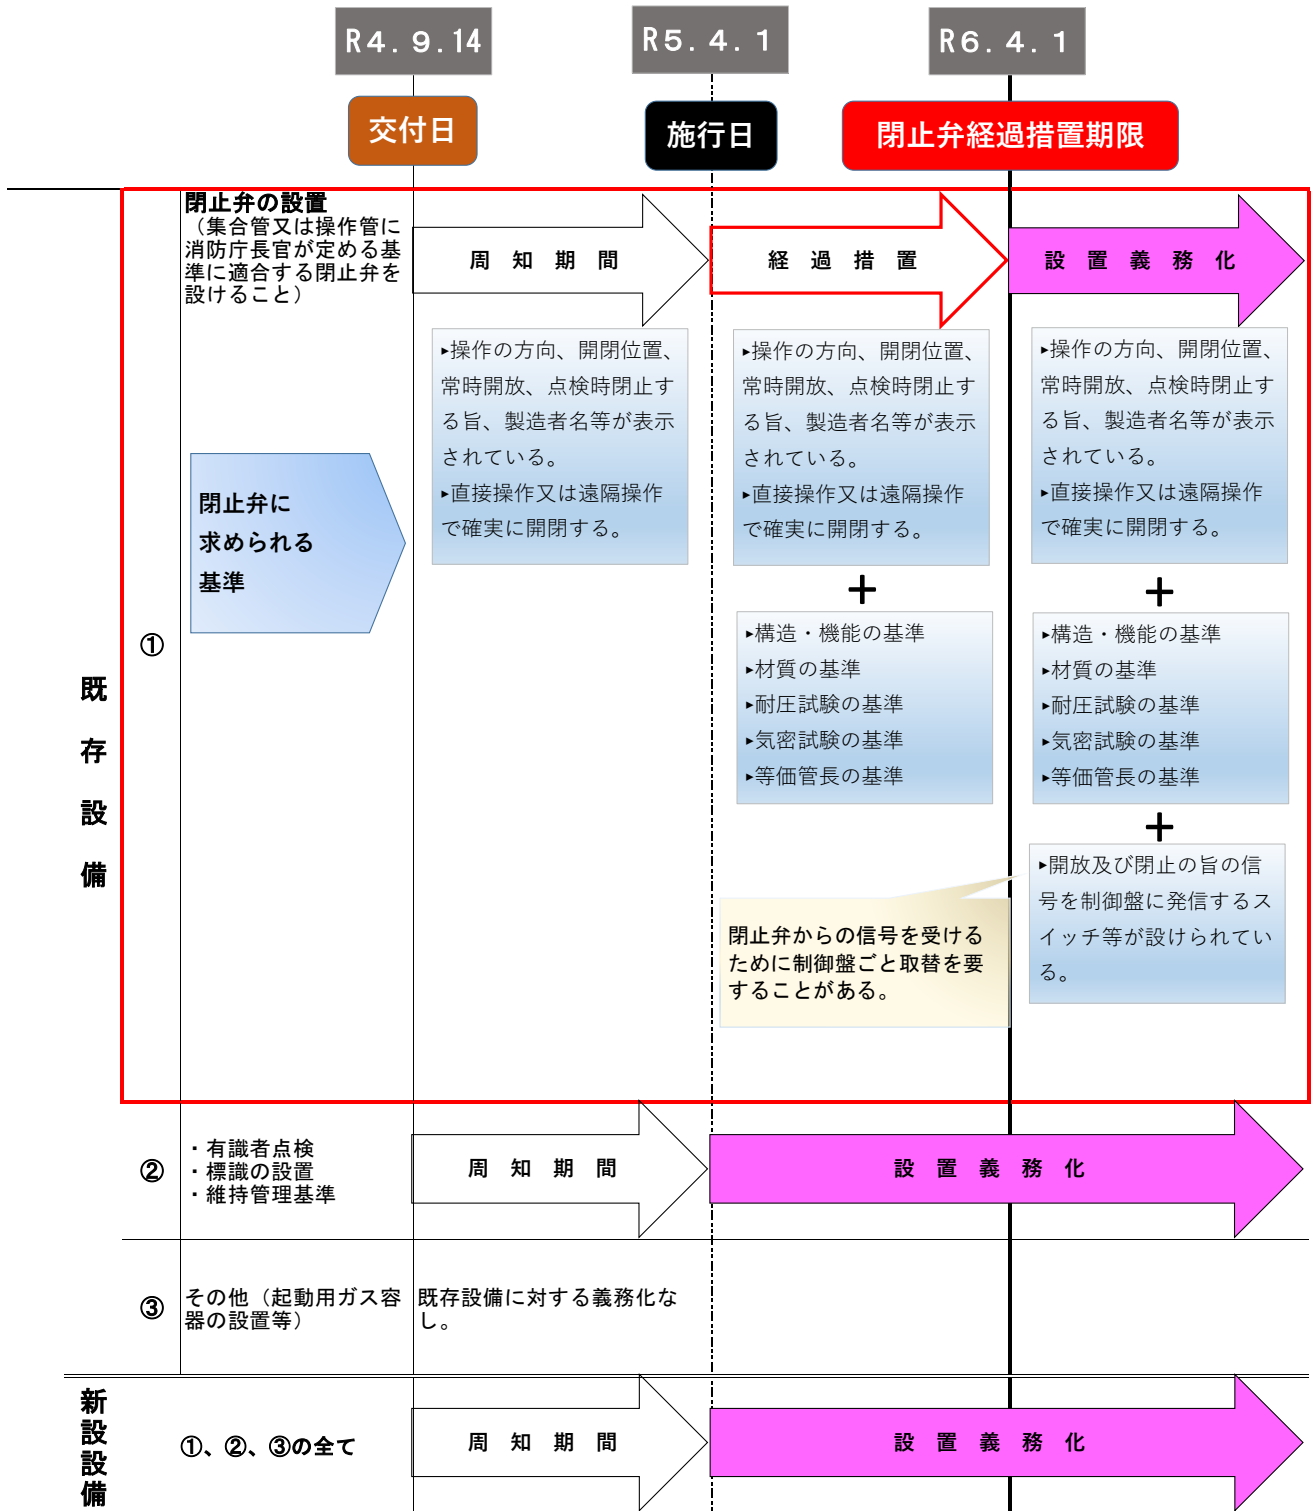 R4.9.14
R5.4.1
R6.4.1
交付日
施行日
閉止弁経過措置期限
既存設備
①
閉止弁の設置
（集合管又は操作管に
消防庁長官が定める基
準に適合する閉止弁を
設けること）
周知期間
経過措置
設置義務化
閉止弁に
求められる
基準
▸操作の方向、開閉位置、
常時開放、点検時閉止す
る旨、製造者名等が表示
されている。
▸直接操作又は遠隔操作
で確実に開閉する。
▸操作の方向、開閉位置、
常時開放、点検時閉止す
る旨、製造者名等が表示
されている。
▸直接操作又は遠隔操作
で確実に開閉する。
+
▸構造・機能の基準
▸材質の基準
▸耐圧試験の基準
▸気密試験の基準
▸等価管長の基準
▸操作の方向、開閉位置、
常時開放、点検時閉止す
る旨、製造者名等が表示
されている。
▸直接操作又は遠隔操作
で確実に開閉する。
+
▸構造・機能の基準
▸材質の基準
▸耐圧試験の基準
▸気密試験の基準
▸等価管長の基準
+
▸開放及び閉止の旨の信
号を制御盤に発信するス
イッチ等が設けられてい
る。
閉止弁からの信号を受ける
ために制御盤ごと取替を要
することがある。
②
・有識者点検
・標識の設置
・維持管理基準
周知期間
設置義務化
③
その他（起動用ガス容
器の設置等）
既存設備に対する義務化な
し。
新設設備
①、②、③の全て
周知期間
設置義務化